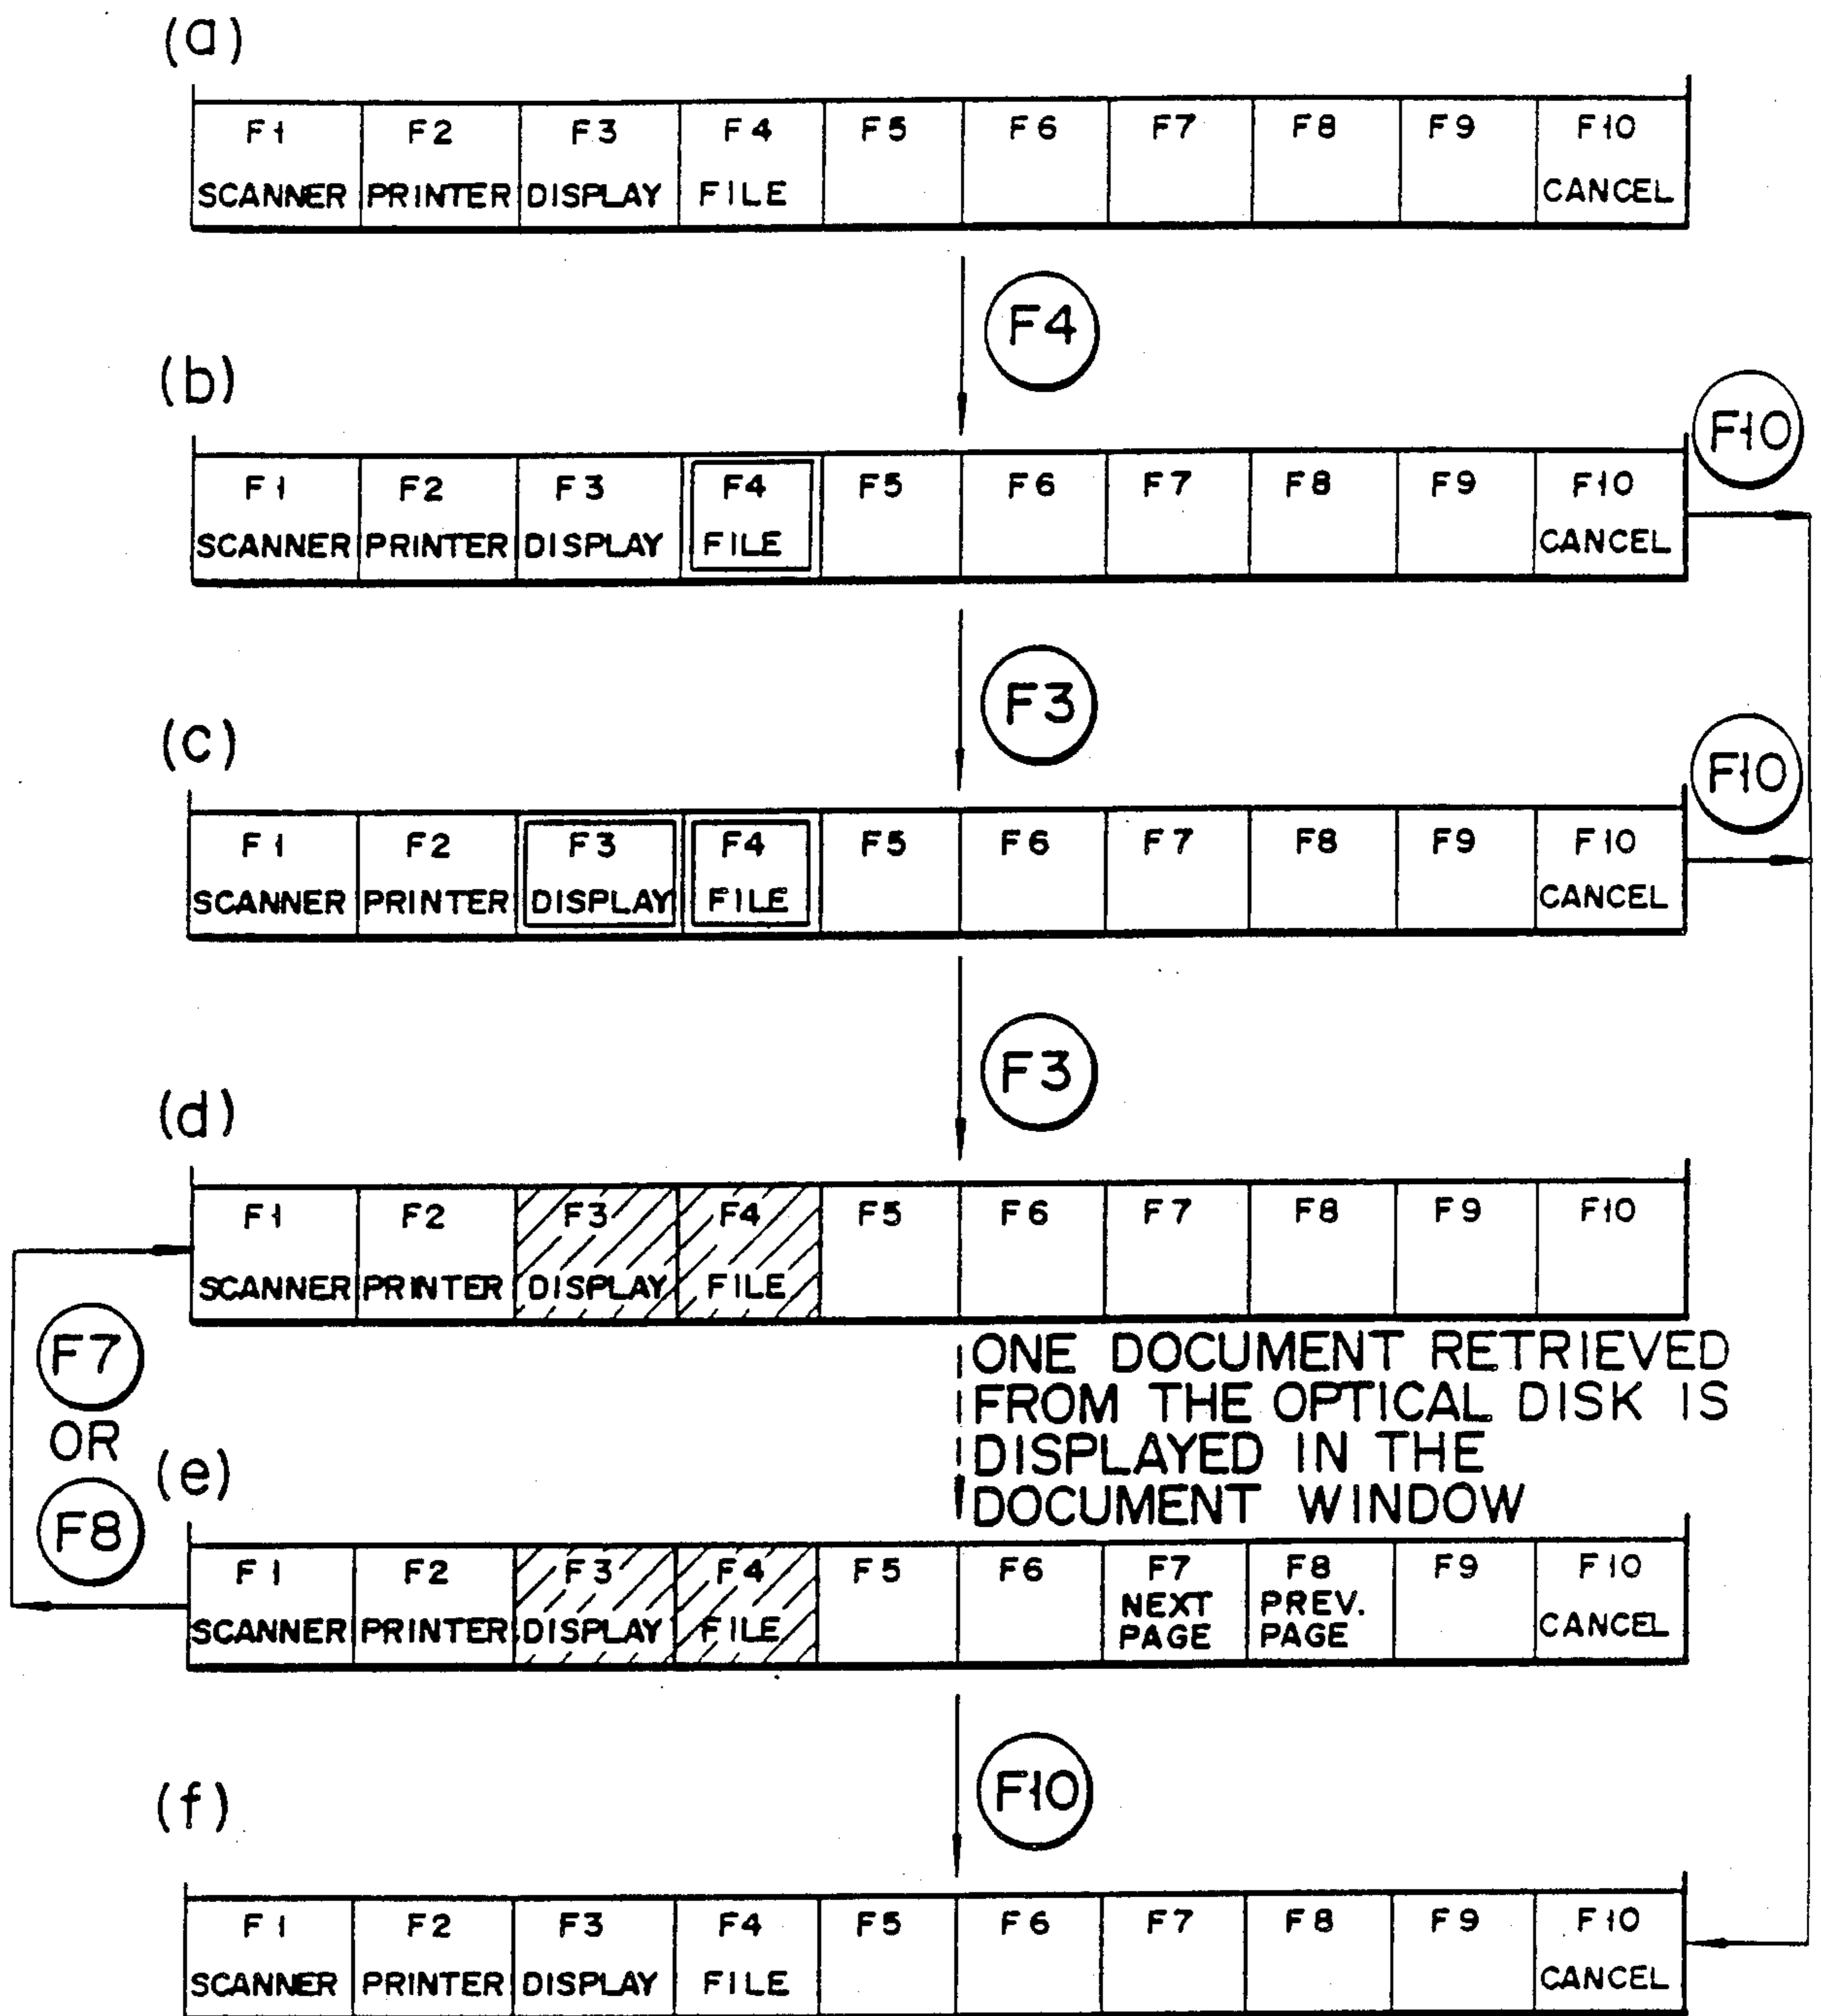 (a)
F1 F2 F3 F4 F5 F6 F7 F8 F9 F10
SCANNER PRINTER DISPLAY FILE CANCEL
F4
(b)
F10
F1 F2 F3 F4 F5 F6 F7 F8 F9 F10
SCANNER PRINTER DISPLAY FILE CANCEL
F3
(c)
F10
F1 F2 F3 F4 F5 F6 F7 F8 F9 F10
SCANNER PRINTER DISPLAY FILE CANCEL
F3
(d)
F1 F2 F3 F4 F5 F6 F7 F8 F9 F10
SCANNER PRINTER DISPLAY FILE
F7
OR
F8
ONE DOCUMENT RETRIEVED
FROM THE OPTICAL DISK IS
DISPLAYED IN THE
DOCUMENT WINDOW
(e)
F1 F2 F3 F4 F5 F6 F7 F8 F9 F10
NEXT PREV.
SCANNER PRINTER DISPLAY FILE PAGE PAGE CANCEL
F10
(f)
F1 F2 F3 F4 F5 F6 F7 F8 F9 F10
SCANNER PRINTER DISPLAY FILE CANCEL